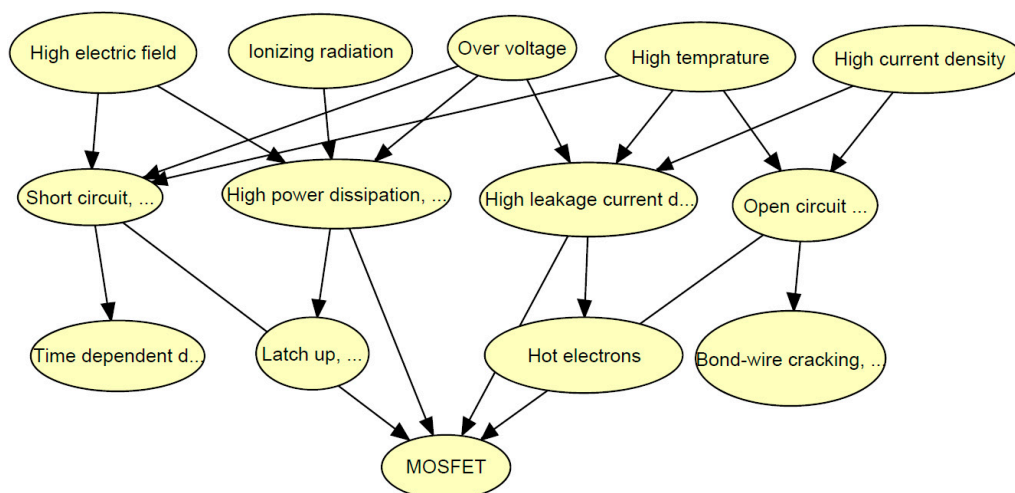 High electric field
Ionizing radiation
Over voltage
High temprature
High current density
Short circuit, ...
High power dissipation, ...
High leakage current d...
Open circuit ...
Time dependent d...
Latch up, ...
Hot electrons
Bond-wire cracking, ...
MOSFET